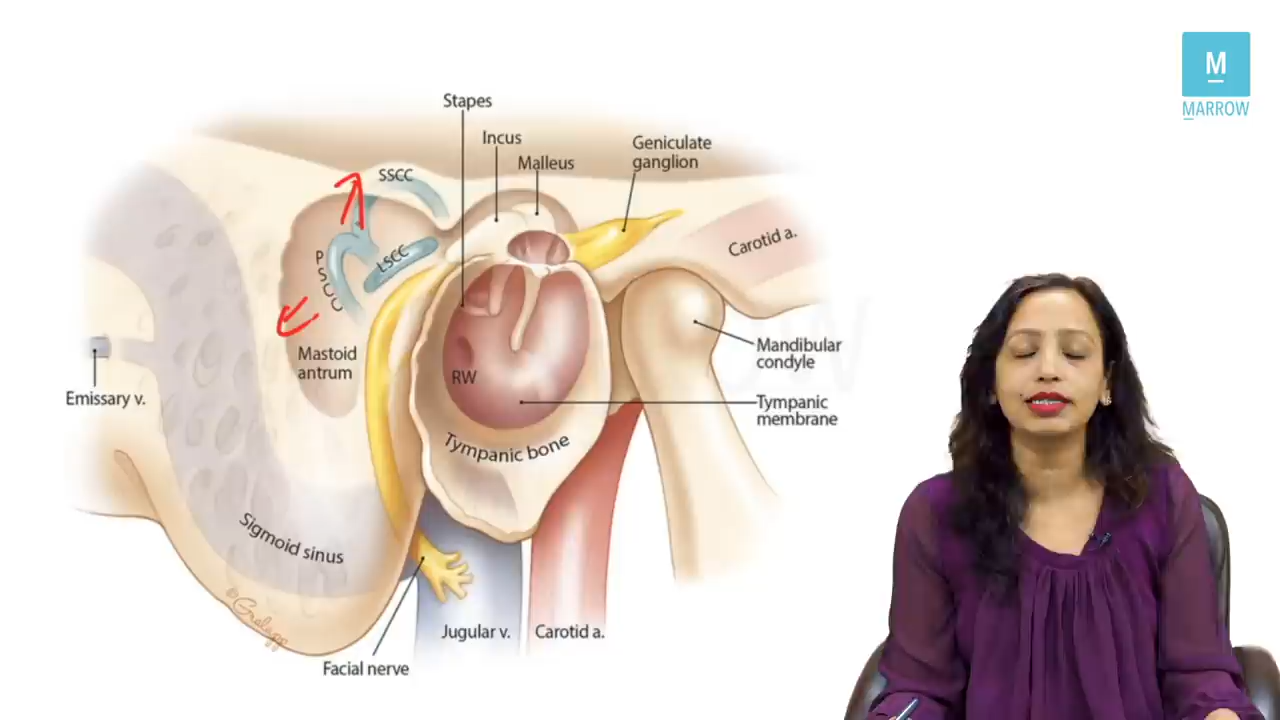 M
MARROW
Stapes
Incus
Malleus
Geniculate
ganglion
SSCC
LSCC
PSCC
Carotid a.
Mastoid
antrum
Emissary v.
RW
Mandibular
condyle
Tympanic
membrane
Tympanic bone
Sigmoid sinus
Jugular v.
Carotid a.
Facial nerve